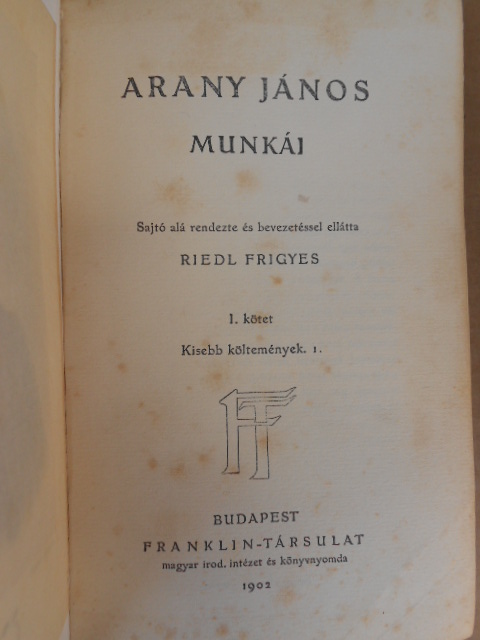 ARANY JÁNOS
MUNKÁI
Sajtó alá rendezte és bevezetéssel ellátta
RIEDL FRIGYES
I. kötet
Kisebb költemények. 1.
FT
BUDAPEST
FRANKLIN-TÁRSULAT
magyar irod. intézet és könyvnyomda
1902